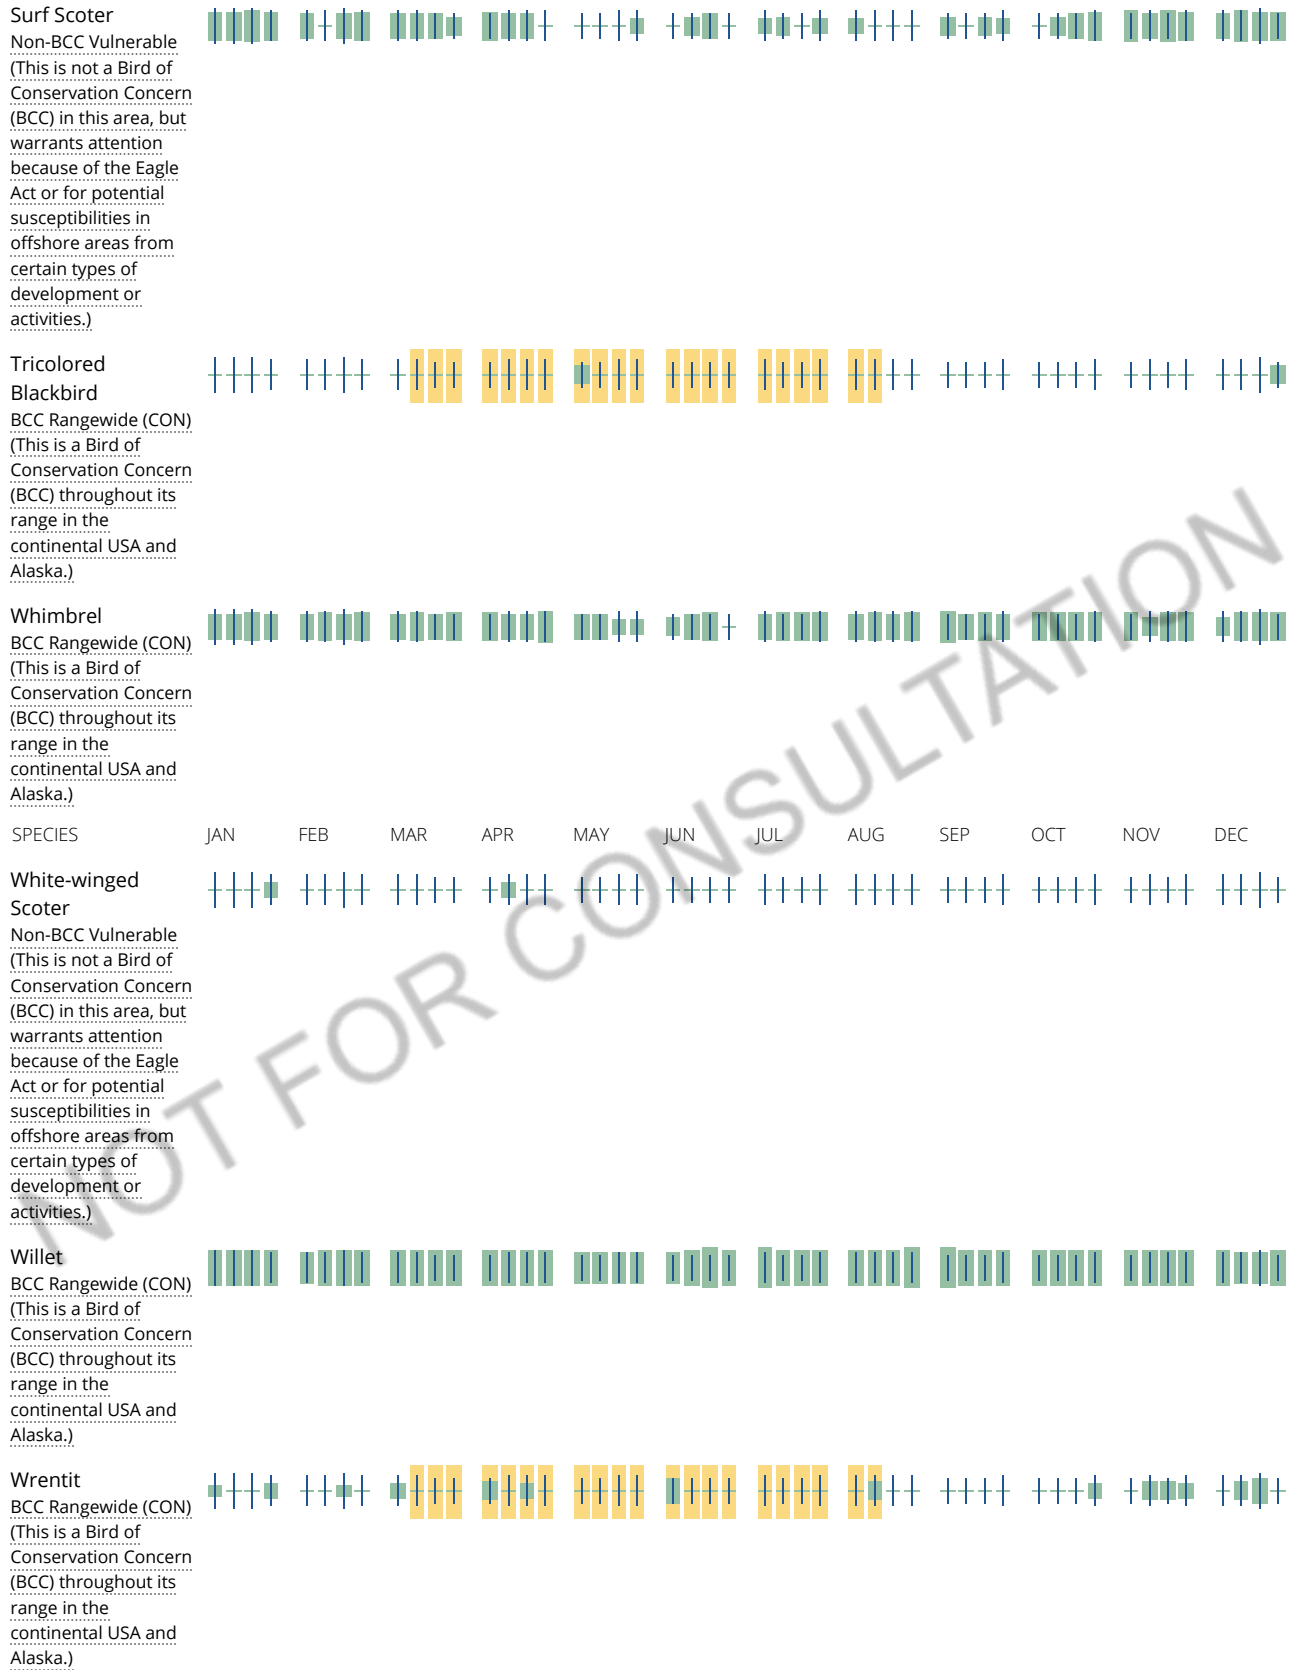 Surf Scoter
Non-BCC Vulnerable
(This is not a Bird of
Conservation Concern
(BCC) in this area, but
warrants attention
because of the Eagle
Act or for potential
susceptibilities in
offshore areas from
certain types of
development or
activities.)
Tricolored
Blackbird
BCC Rangewide (CON)
(This is a Bird of
Conservation Concern
(BCC) throughout its
range in the
continental USA and
Alaska.)
Whimbrel
BCC Rangewide (CON)
(This is a Bird of
Conservation Concern
(BCC) throughout its
range in the
continental USA and
Alaska.)
SPECIES JAN FEB MAR APR MAY JUN JUL AUG SEP OCT NOV DEC
White-winged
Scoter
Non-BCC Vulnerable
(This is not a Bird of
Conservation Concern
(BCC) in this area, but
warrants attention
because of the Eagle
Act or for potential
susceptibilities in
offshore areas from
certain types of
development or
activities.)
Willet
BCC Rangewide (CON)
(This is a Bird of
Conservation Concern
(BCC) throughout its
range in the
continental USA and
Alaska.)
Wrentit
BCC Rangewide (CON)
(This is a Bird of
Conservation Concern
(BCC) throughout its
range in the
continental USA and
Alaska.)
NOT FOR CONSULTATION